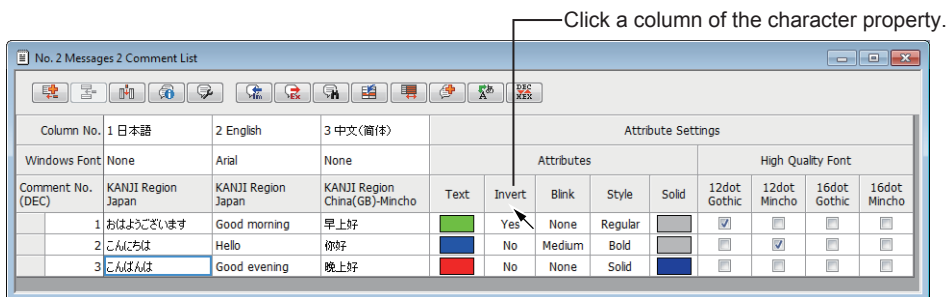 Click a column of the character property.
No. 2 Messages 2 Comment List
DEC
HEX
Column No. 1 日本語 2 English 3 中文(简体) Attribute Settings
Windows Font None Arial None Attributes High Quality Font
Comment No. (DEC) KANJI Region Japan KANJI Region Japan KANJI Region China(GB)-Mincho Text Invert Blink Style Solid 12dot Gothic 12dot Mincho 16dot Gothic 16dot Mincho
1 おはようございます Good morning 早上好 Yes None Regular
2 こんにちは Hello 你好 No Medium Bold
3 こんばんは Good evening 晚上好 No None Solid